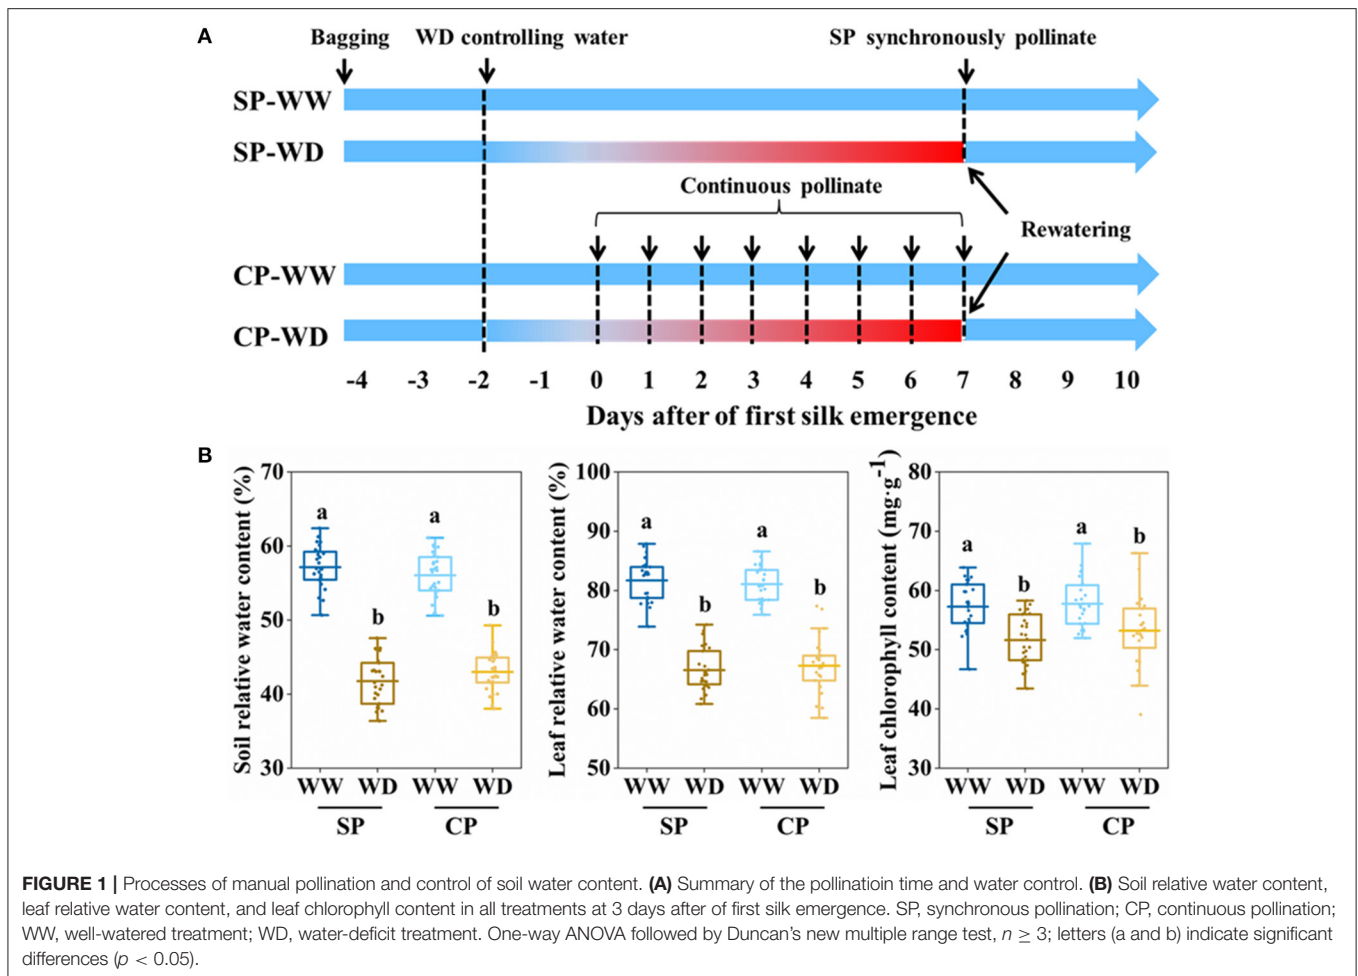 A
Bagging WD controlling water SP synchronously pollinate
SP-WW
SP-WD
Continuous pollinate
Rewatering
CP-WW
CP-WD
-4 -3 -2 -1 0 1 2 3 4 5 6 7 8 9 10
Days after of first silk emergence
B
Soil relative water content (%)
70
60
50
40
30
a
b
a
b
WW WD WW WD
SP CP
Leaf relative water content (%)
100
90
80
70
60
50
a
b
a
b
WW WD WW WD
SP CP
Leaf chlorophyll content (mg·g-1)
80
70
60
50
40
30
a
b
a
b
WW WD WW WD
SP CP
FIGURE 1 | Processes of manual pollination and control of soil water content. (A) Summary of the pollinatioin time and water control. (B) Soil relative water content,
leaf relative water content, and leaf chlorophyll content in all treatments at 3 days after of first silk emergence. SP, synchronous pollination; CP, continuous pollination;
WW, well-watered treatment; WD, water-deficit treatment. One-way ANOVA followed by Duncan's new multiple range test, n ≥ 3; letters (a and b) indicate significant
differences (p < 0.05).